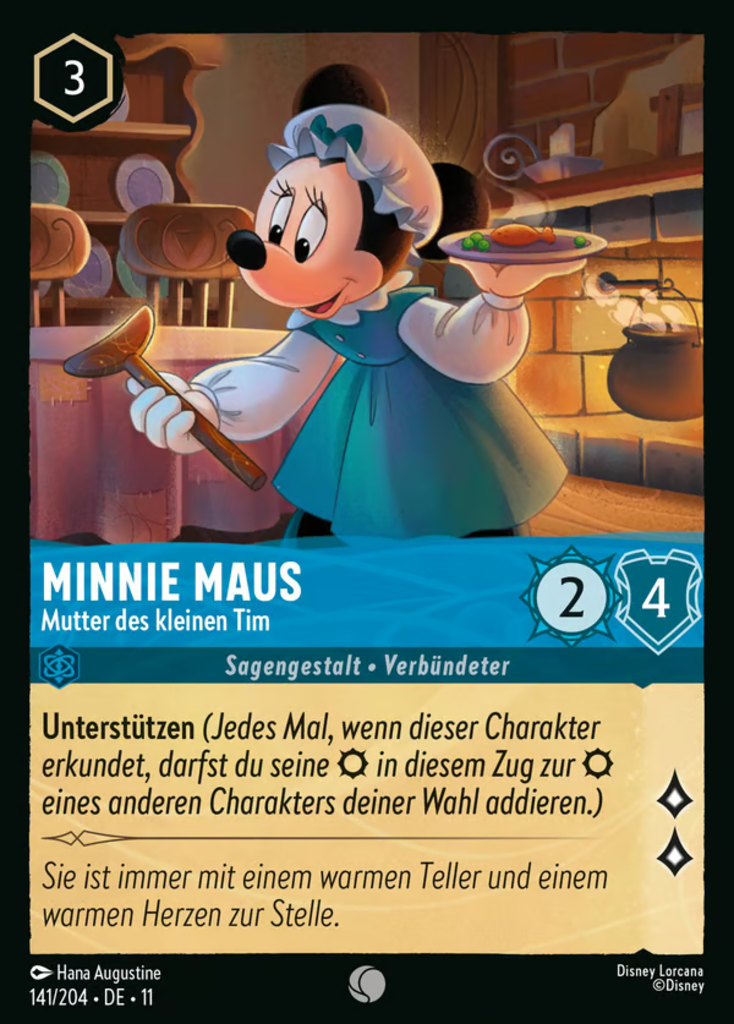 3
MINNIE MAUS
Mutter des kleinen Tim
2
4
Sagengestalt • Verbündeter
Unterstützen (Jedes Mal, wenn dieser Charakter
erkundet, darfst du seine in diesem Zug zur
eines anderen Charakters deiner Wahl addieren.)
Sie ist immer mit einem warmen Teller und einem
warmen Herzen zur Stelle.
Hana Augustine
141/204 • DE • 11
Disney Lorcana
©Disney